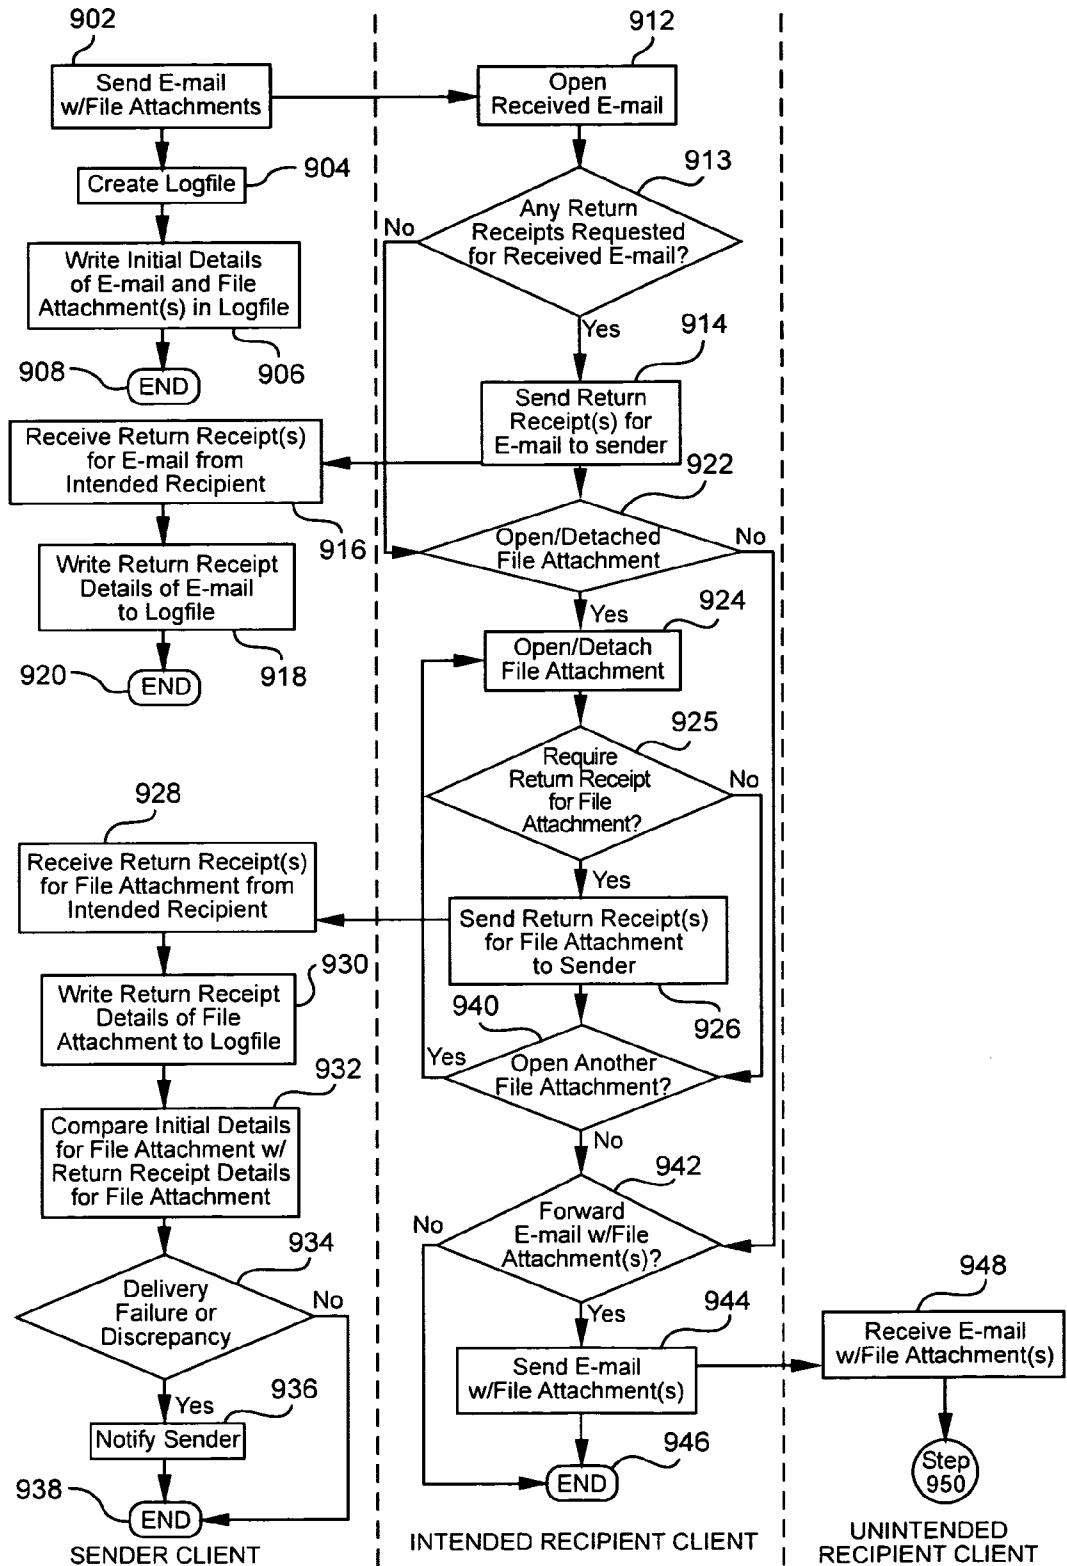 902
Send E-mail
w/File Attachments
904
Create Logfile
Write Initial Details
of E-mail and File
Attachment(s) in Logfile
906
908
END
Receive Return Receipt(s)
for E-mail from
Intended Recipient
916
Write Return Receipt
Details of E-mail
to Logfile
918
920
END
928
Receive Return Receipt(s)
for File Attachment from
Intended Recipient
930
Write Return Receipt
Details of File
Attachment to Logfile
932
Compare Initial Details
for File Attachment w/
Return Receipt Details
for File Attachment
934
Delivery
Failure or
Discrepancy
No
Yes
936
Notify Sender
938
END
SENDER CLIENT
912
Open
Received E-mail
913
Any Return
Receipts Requested
for Received E-mail?
No
Yes
914
Send Return
Receipt(s) for
E-mail to sender
922
Open/Detached
File Attachment
No
Yes
924
Open/Detach
File Attachment
925
Require
Return Receipt
for File
Attachment?
No
Yes
Send Return Receipt(s)
for File Attachment
to Sender
926
940
Open Another
File Attachment?
Yes
No
942
Forward
E-mail w/File
Attachment(s)?
No
Yes
944
Send E-mail
w/File Attachment(s)
946
END
INTENDED RECIPIENT CLIENT
948
Receive E-mail
w/File Attachment(s)
Step
950
UNINTENDED
RECIPIENT CLIENT